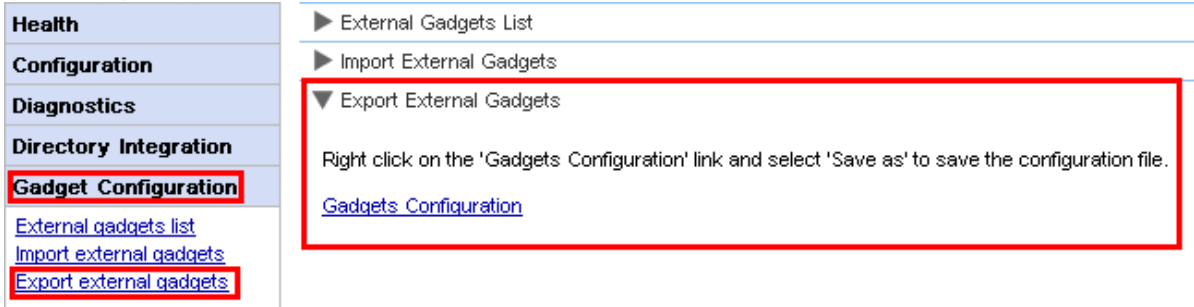 Health
Configuration
Diagnostics
Directory Integration
Gadget Configuration
External gadgets list
Import external gadgets
Export external gadgets
External Gadgets List
Import External Gadgets
Export External Gadgets
Right click on the 'Gadgets Configuration' link and select 'Save as' to save the configuration file.
Gadgets Configuration